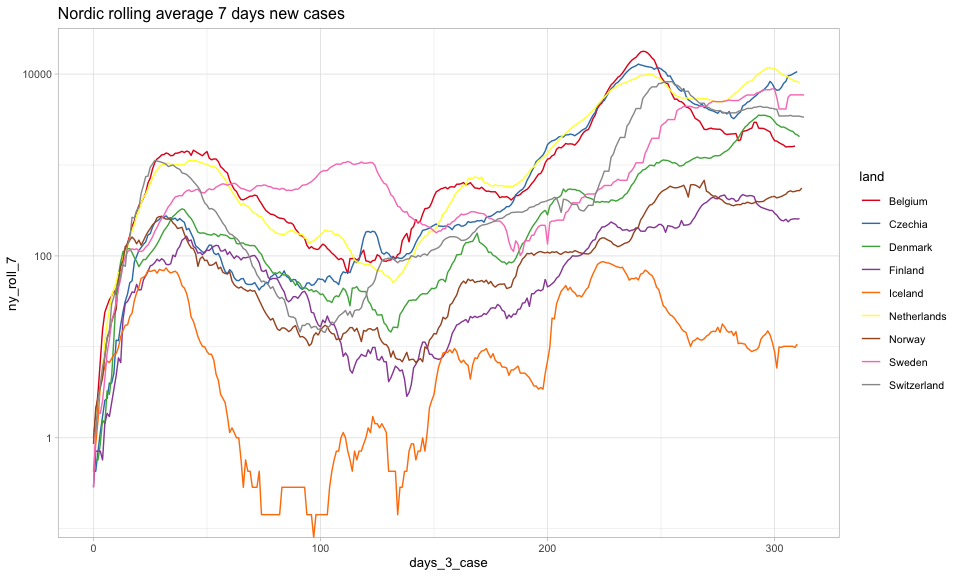 Nordic rolling average 7 days new cases
ny_roll_7
10000
100
1
0
100
200
300
days_3_case
land
Belgium
Czechia
Denmark
Finland
Iceland
Netherlands
Norway
Sweden
Switzerland